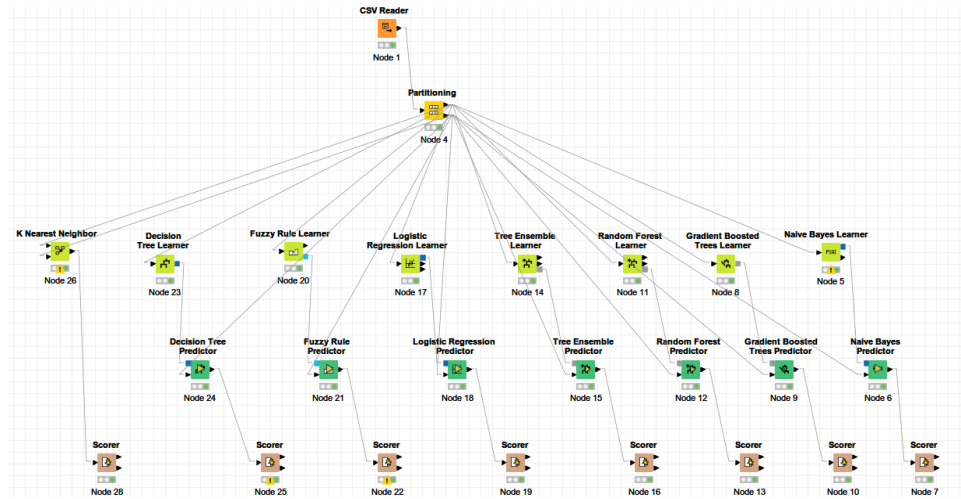 CSV Reader
Node 1
Partitioning
Node 4
K Nearest Neighbor
Node 26
Decision
Tree Learner
Node 23
Fuzzy Rule Learner
Node 20
Logistic
Regression Learner
Node 17
Tree Ensemble
Learner
Node 14
Random Forest
Learner
Node 11
Gradient Boosted
Trees Learner
Node 8
Naive Bayes Learner
Node 5
Decision Tree
Predictor
Node 24
Fuzzy Rule
Predictor
Node 21
Logistic Regression
Predictor
Node 18
Tree Ensemble
Predictor
Node 15
Random Forest
Predictor
Node 12
Gradient Boosted
Trees Predictor
Node 9
Naive Bayes
Predictor
Node 6
Scorer
Node 28
Scorer
Node 25
Scorer
Node 22
Scorer
Node 19
Scorer
Node 16
Scorer
Node 13
Scorer
Node 10
Scorer
Node 7